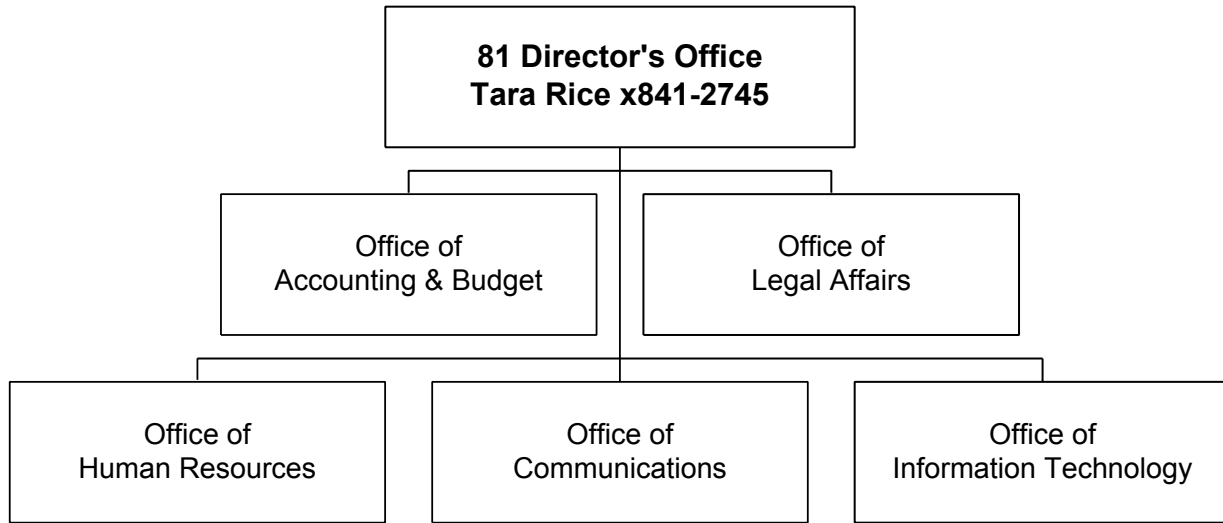 81 Director's Office
Tara Rice x841-2745
Office of
Accounting & Budget
Office of
Legal Affairs
Office of
Human Resources
Office of
Communications
Office of
Information Technology